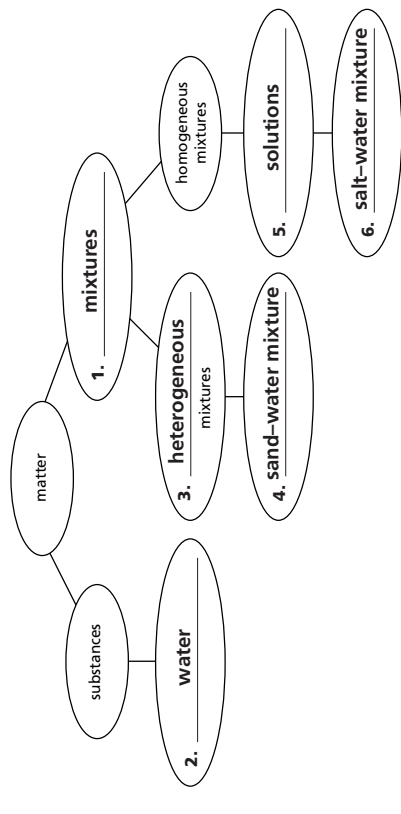 matter
substances
1. mixtures
2. water
3. heterogeneous
mixtures
homogeneous
mixtures
4. sand–water mixture
5. solutions
6. salt–water mixture